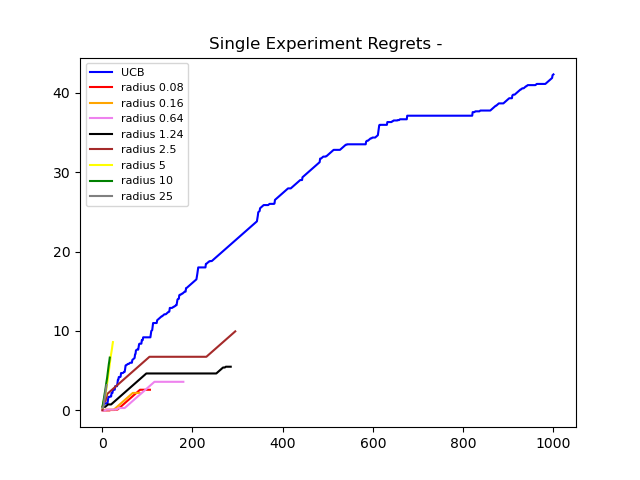 Single Experiment Regrets -
UCB
radius 0.08
radius 0.16
radius 0.64
radius 1.24
radius 2.5
radius 5
radius 10
radius 25
40
30
20
10
0
0 200 400 600 800 1000